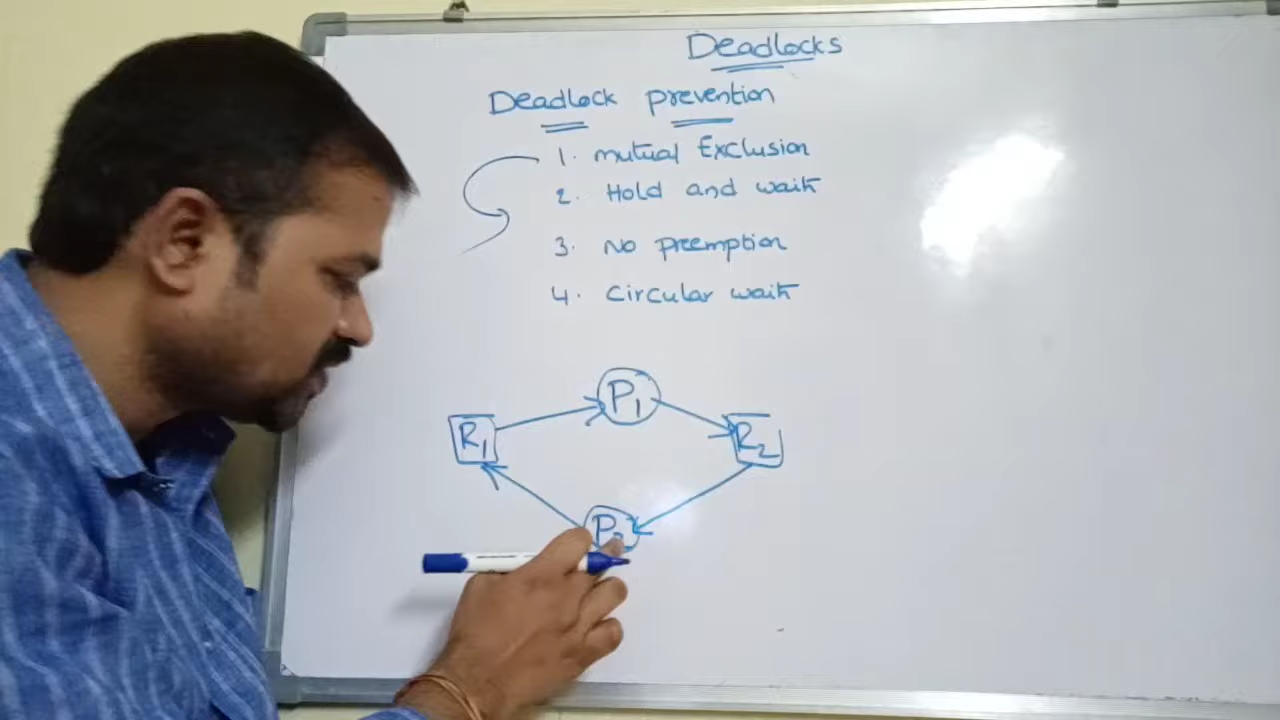 Deadlocks
Deadlock prevention
1. mutual Exclusion
2. Hold and wait
3. No preemption
4. Circular wait
P1
R1
R2
P2